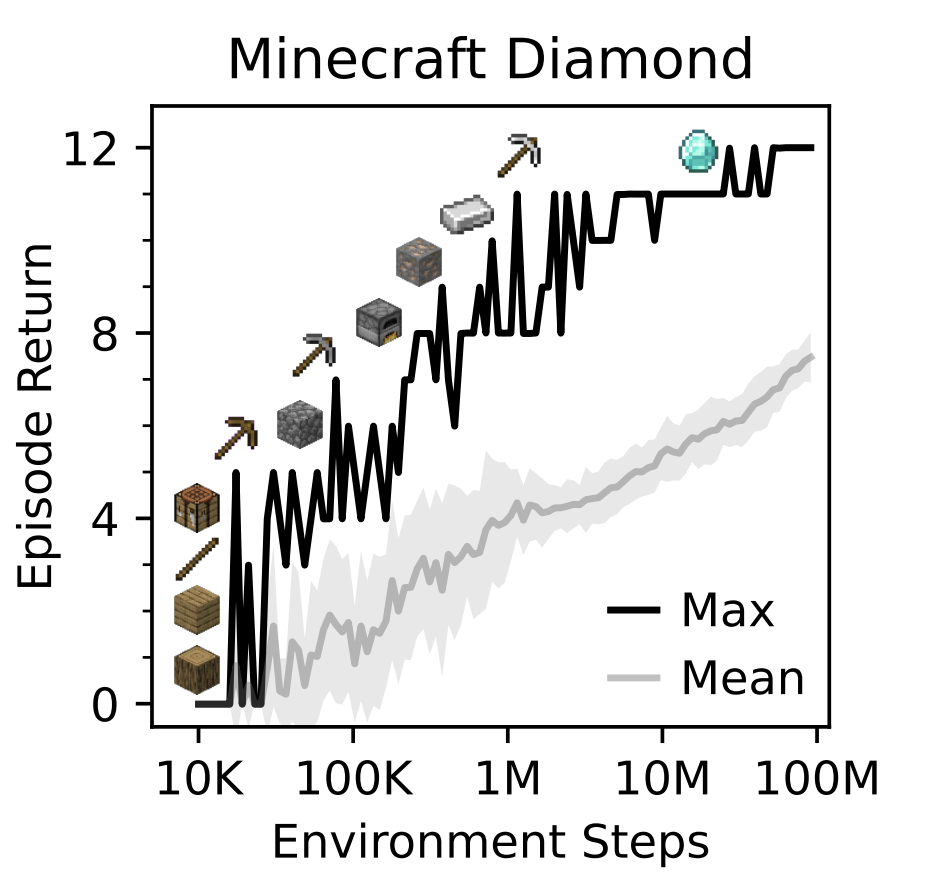 Minecraft Diamond
12
8
4
0
Episode Return
Max
Mean
10K 100K 1M 10M 100M
Environment Steps